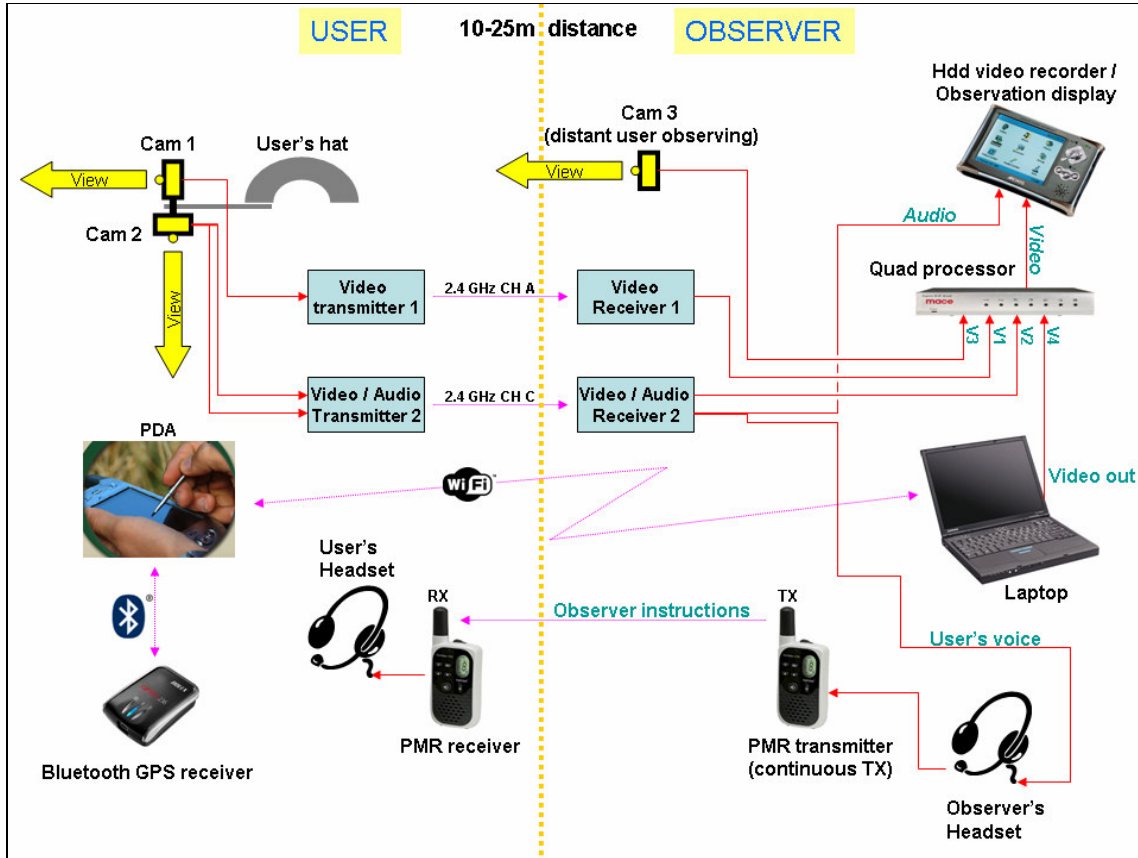 USER
10-25m distance
OBSERVER
Hdd video recorder /
Observation display
Cam 3
(distant user observing)
Cam 1
User's hat
View
View
View
Cam 2
Audio
Video
Quad processor
mace
V3
V1
V2
V4
Video
transmitter 1
2.4 GHz CH A
Video
Receiver 1
Video / Audio
Transmitter 2
2.4 GHz CH C
Video / Audio
Receiver 2
PDA
Wi Fi
Video out
User's
Headset
RX
Observer instructions
TX
Laptop
User's voice
PMR receiver
PMR transmitter
(continuous TX)
Bluetooth GPS receiver
Observer's
Headset